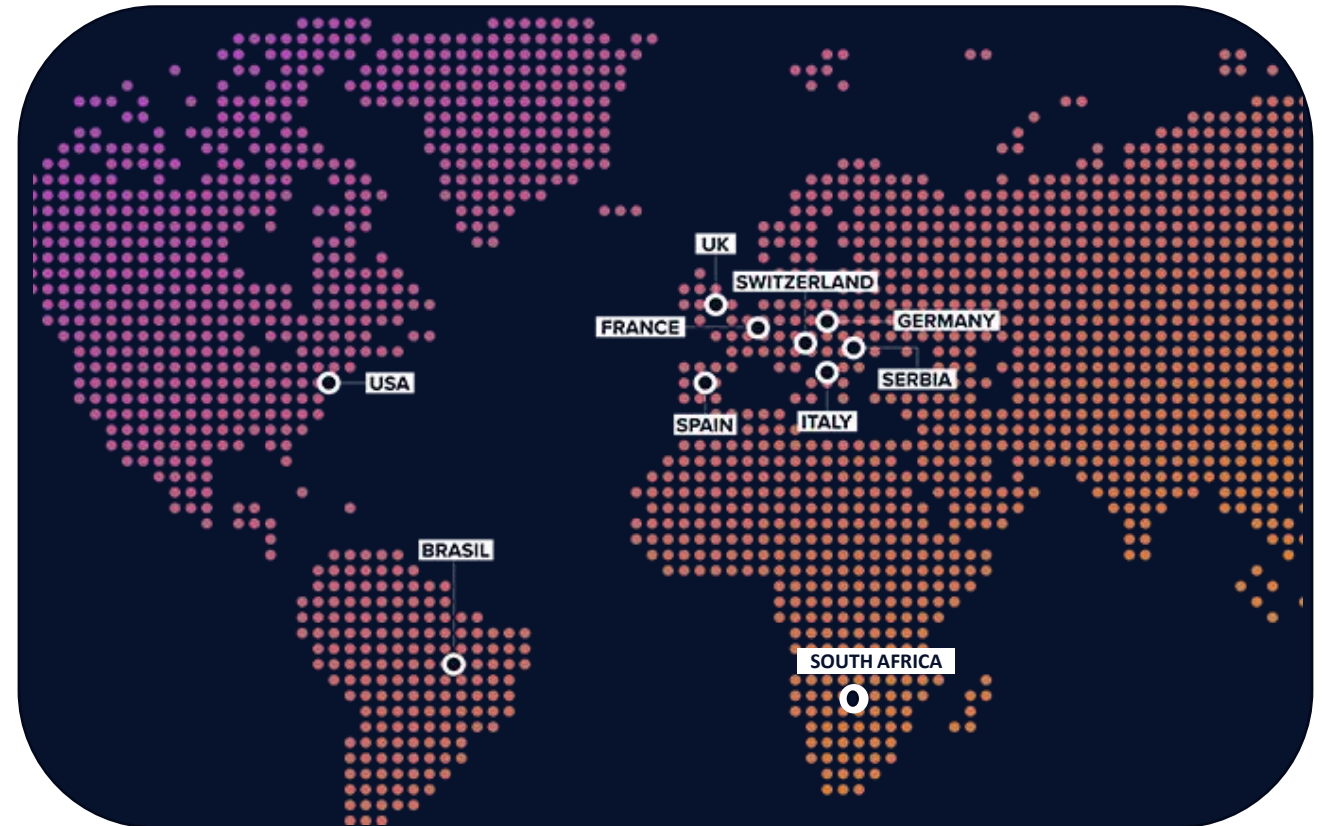 UK
SWITZERLAND
FRANCE
GERMANY
USA
SERBIA
SPAIN
ITALY
BRASIL
SOUTH AFRICA